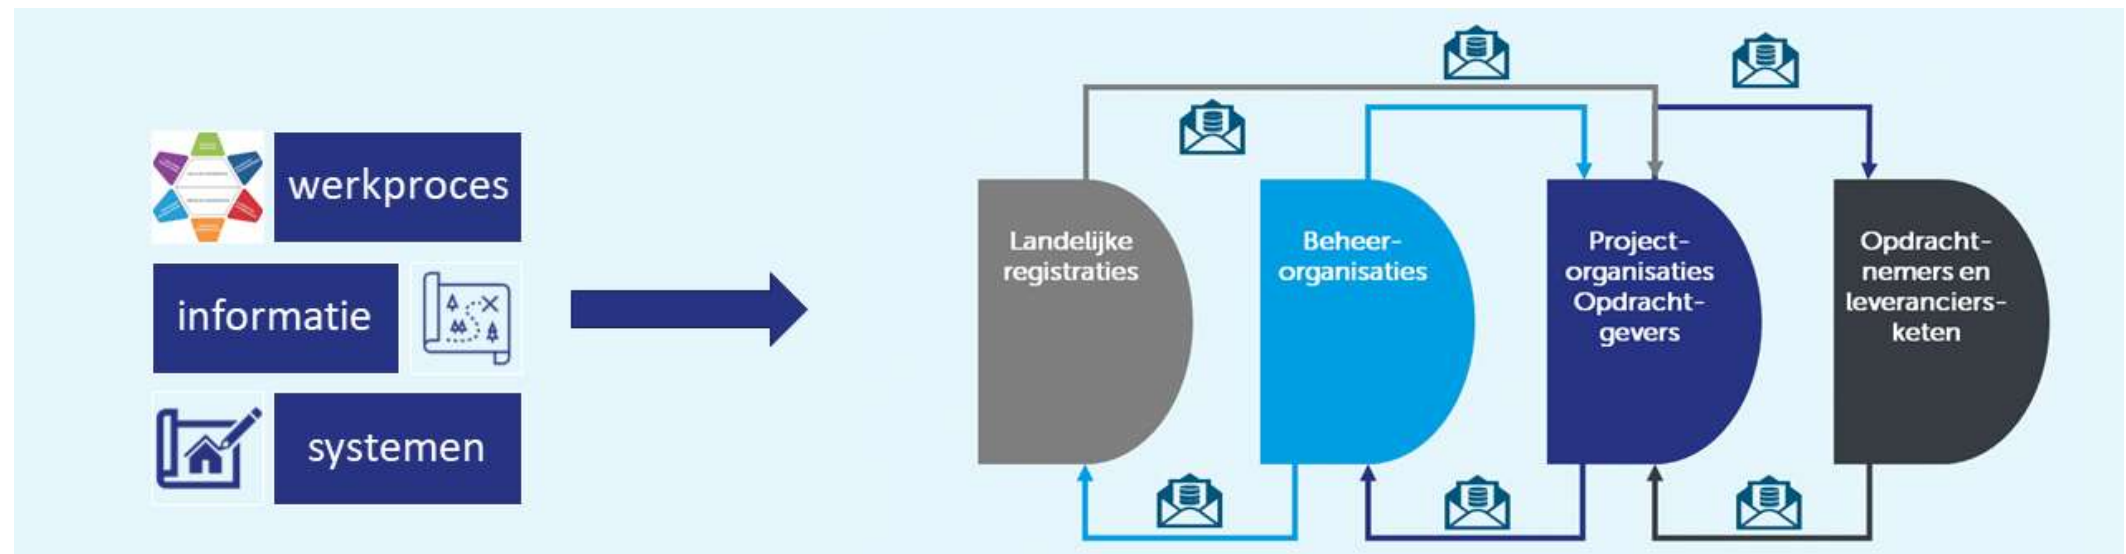 werkproces
informatie
systemen
Landelijke
registraties
Beheer-
organisaties
Project-
organisaties
Opdracht-
gevers
Opdracht-
nemers en
leveranciers-
keten